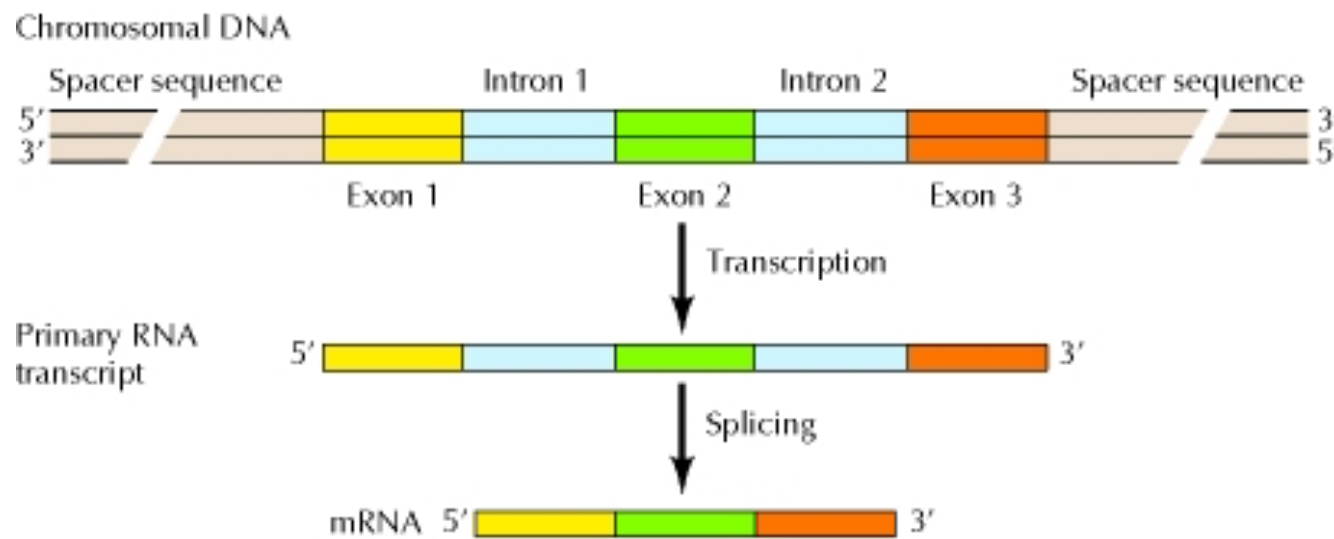 Chromosomal DNA
Spacer sequence Intron 1 Intron 2 Spacer sequence
5′ 3
3′ 5
Exon 1 Exon 2 Exon 3
Transcription
Primary RNA
transcript
5′ 3′
Splicing
mRNA 5′ 3′